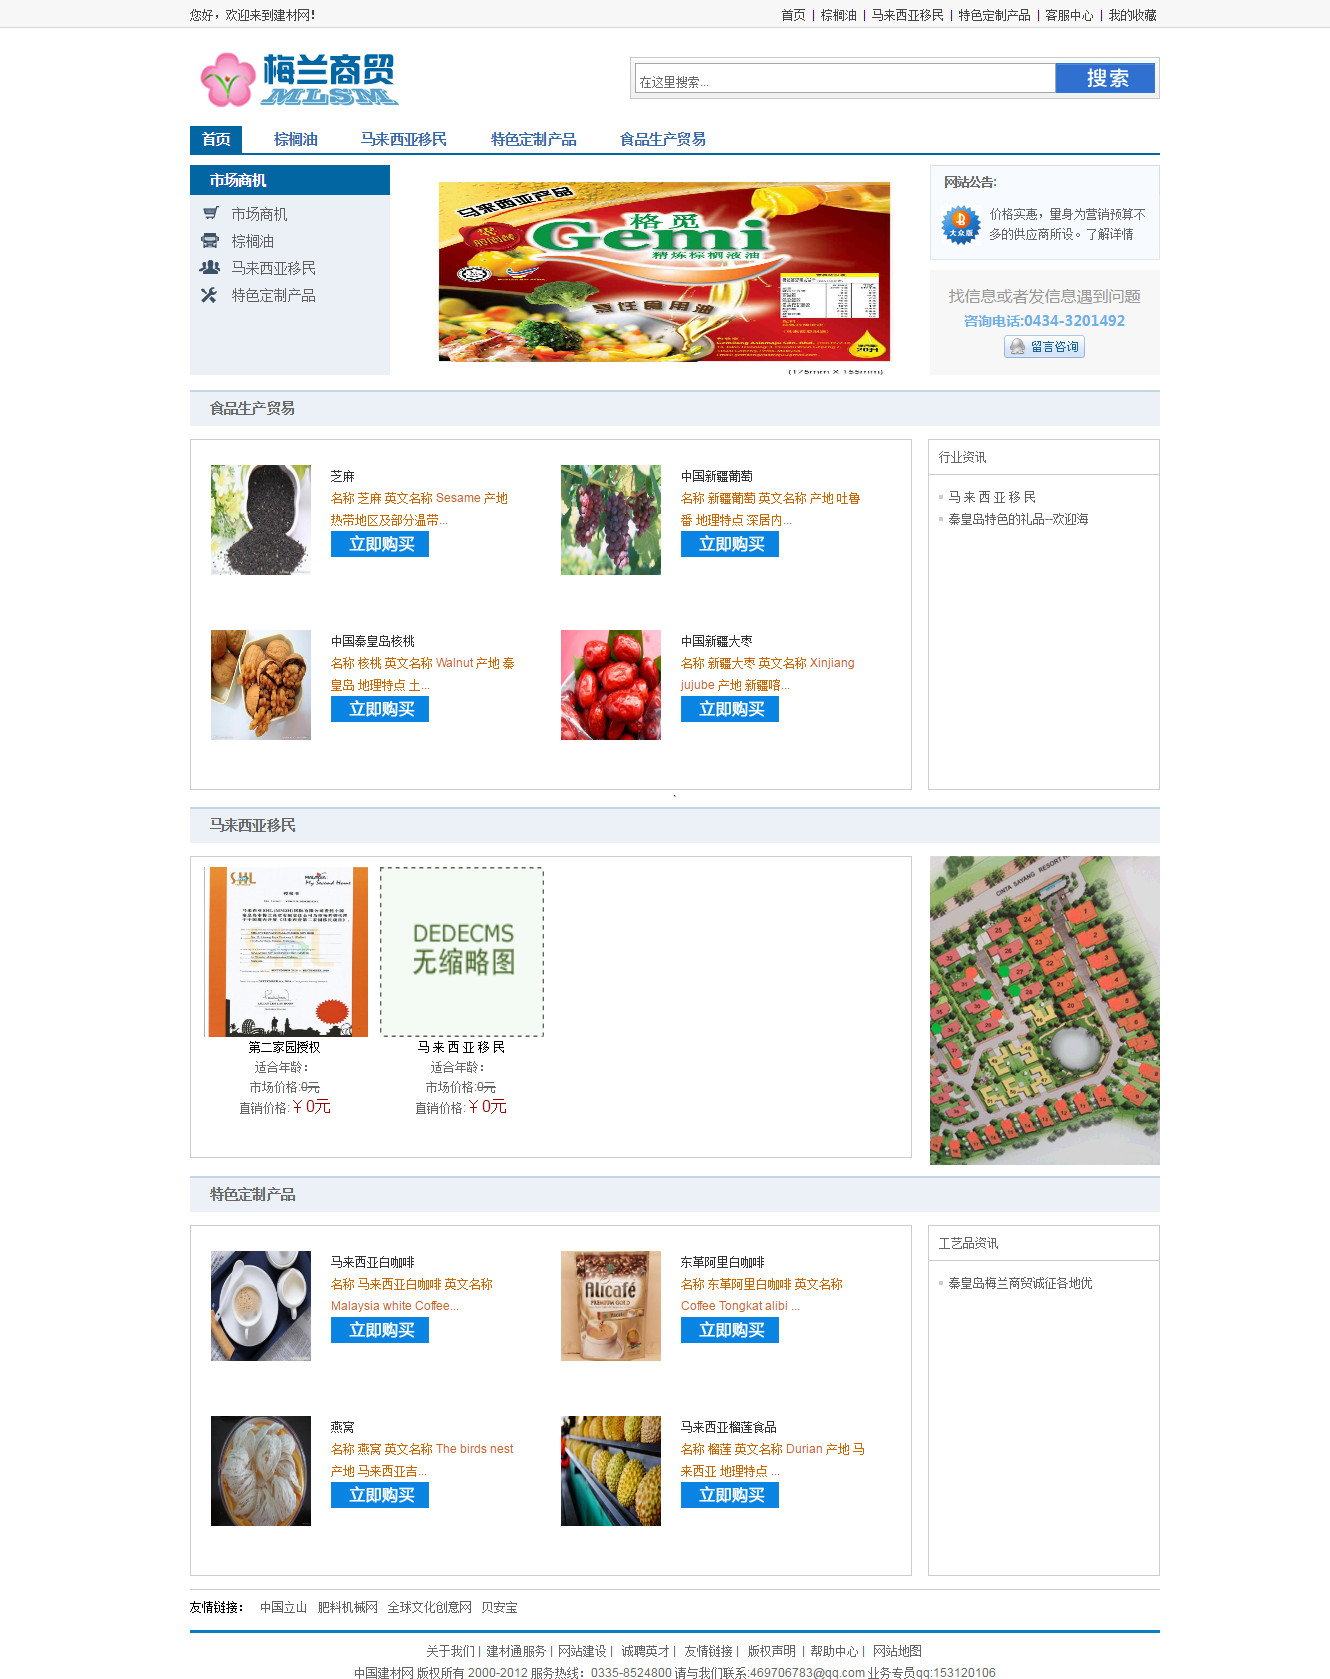 您好，欢迎来到建材网！
首页 | 棕榈油 | 马来西亚移民 | 特色定制产品 | 客服中心 | 我的收藏
梅兰商贸
MLSM
在这里搜索...
搜索
首页 棕榈油 马来西亚移民 特色定制产品 食品生产贸易
市场商机
市场商机
棕榈油
马来西亚移民
特色定制产品
马来西亚产品
格觅
Gemi
精炼棕榈液油
烹饪食用油
(175mm X 155mm)
网站公告:
大众版
价格实惠，量身为营销预算不
多的供应商所设。了解详情
找信息或者发信息遇到问题
咨询电话:0434-3201492
留言咨询
食品生产贸易
芝麻
名称 芝麻 英文名称 Sesame 产地
热带地区及部分温带...
立即购买
中国新疆葡萄
名称 新疆葡萄 英文名称 产地 吐鲁
番 地理特点 深居内...
立即购买
中国秦皇岛核桃
名称 核桃 英文名称 Walnut 产地 秦
皇岛 地理特点 土...
立即购买
中国新疆大枣
名称 新疆大枣 英文名称 Xinjiang
jujube 产地 新疆喀...
立即购买
行业资讯
马 来 西 亚 移 民
秦皇岛特色的礼品--欢迎海
马来西亚移民
My Second Home
第二家园授权
适合年龄：
市场价格:0元
直销价格:￥0元
DEDECMS
无缩略图
马 来 西 亚 移 民
适合年龄：
市场价格:0元
直销价格:￥0元
CINTA SAYANG RESORT
特色定制产品
马来西亚白咖啡
名称 马来西亚白咖啡 英文名称
Malaysia white Coffee...
立即购买
Alicafé
PREMIUM GOLD
东革阿里白咖啡
名称 东革阿里白咖啡 英文名称
Coffee Tongkat alibi ...
立即购买
燕窝
名称 燕窝 英文名称 The birds nest
产地 马来西亚吉...
立即购买
马来西亚榴莲食品
名称 榴莲 英文名称 Durian 产地 马
来西亚 地理特点 ...
立即购买
工艺品资讯
秦皇岛梅兰商贸诚征各地优
友情链接： 中国立山 肥料机械网 全球文化创意网 贝安宝
关于我们 | 建材通服务 | 网站建设 | 诚聘英才 | 友情链接 | 版权声明 | 帮助中心 | 网站地图
中国建材网 版权所有 2000-2012 服务热线：0335-8524800 请与我们联系:469706783@qq.com 业务专员qq:153120106